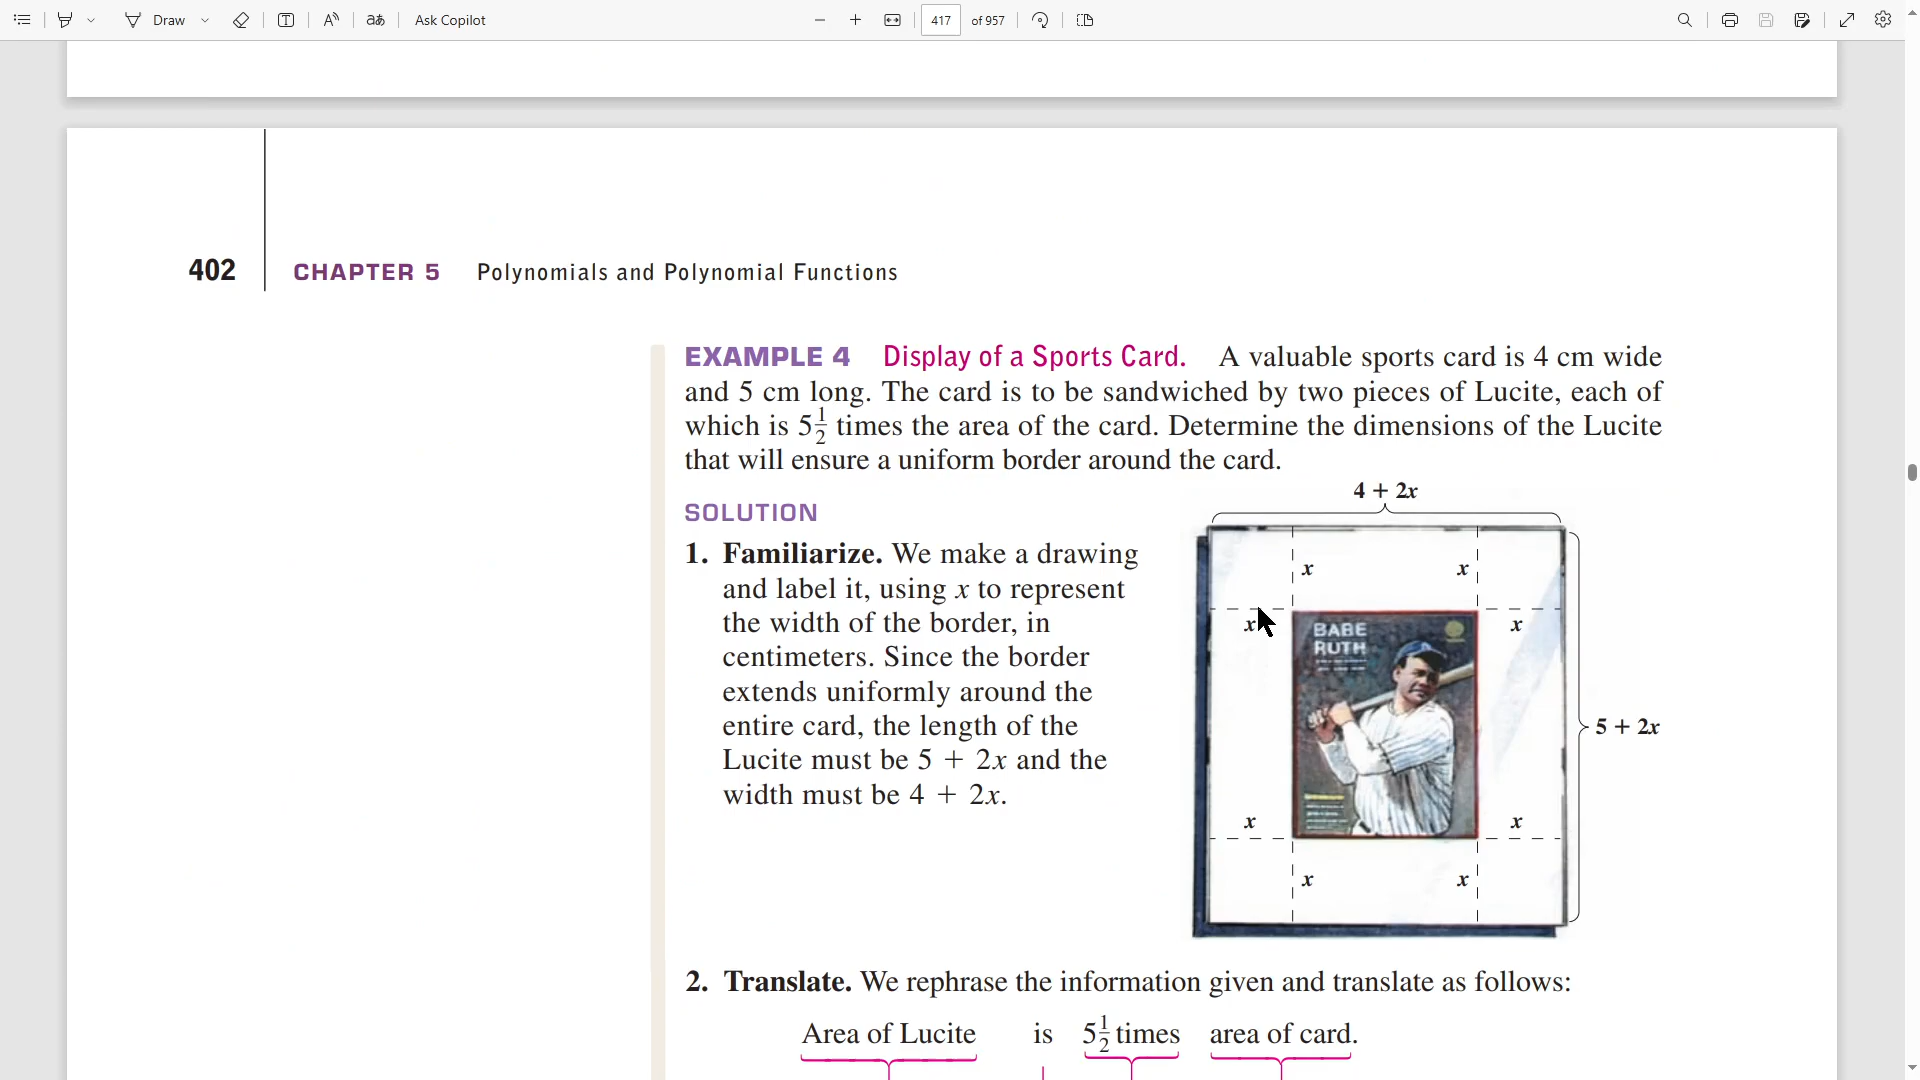 Draw
Ask Copilot
417 of 957
402 CHAPTER 5 Polynomials and Polynomial Functions
EXAMPLE 4 Display of a Sports Card. A valuable sports card is 4 cm wide
and 5 cm long. The card is to be sandwiched by two pieces of Lucite, each of
which is 5 1/2 times the area of the card. Determine the dimensions of the Lucite
that will ensure a uniform border around the card.
SOLUTION
1. Familiarize. We make a drawing
and label it, using x to represent
the width of the border, in
centimeters. Since the border
extends uniformly around the
entire card, the length of the
Lucite must be 5 + 2x and the
width must be 4 + 2x.
4 + 2x
x x
x x
BABE
RUTH
5 + 2x
x x
x x
2. Translate. We rephrase the information given and translate as follows:
Area of Lucite is 5 1/2 times area of card.